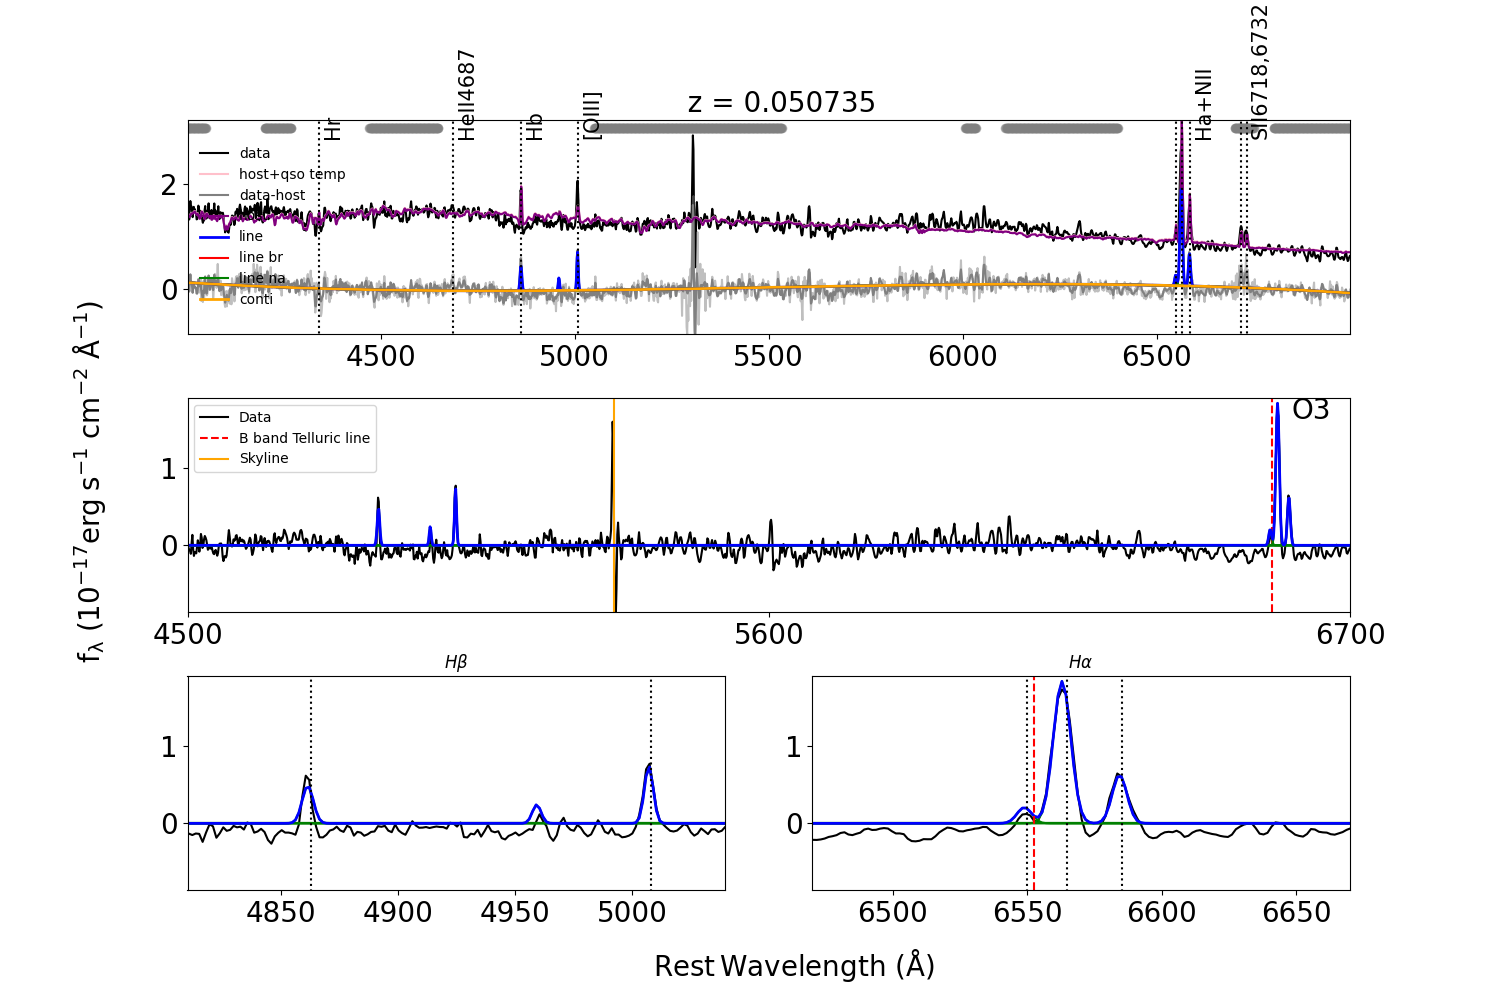 Hr
HeII4687
Hb
[OIII]
Ha+NII
SII6718,6732
z = 0.050735
data
host+qso temp
data-host
line
line br
line na
conti
2
0
4500 5000 5500 6000 6500
f_λ (10^−17 erg s^−1 cm^−2 Å^−1)
Data
B band Telluric line
Skyline
O3
1
0
4500 5600 6700
Hβ
1
0
4850 4900 4950 5000
Hα
1
0
6500 6550 6600 6650
Rest Wavelength (Å)